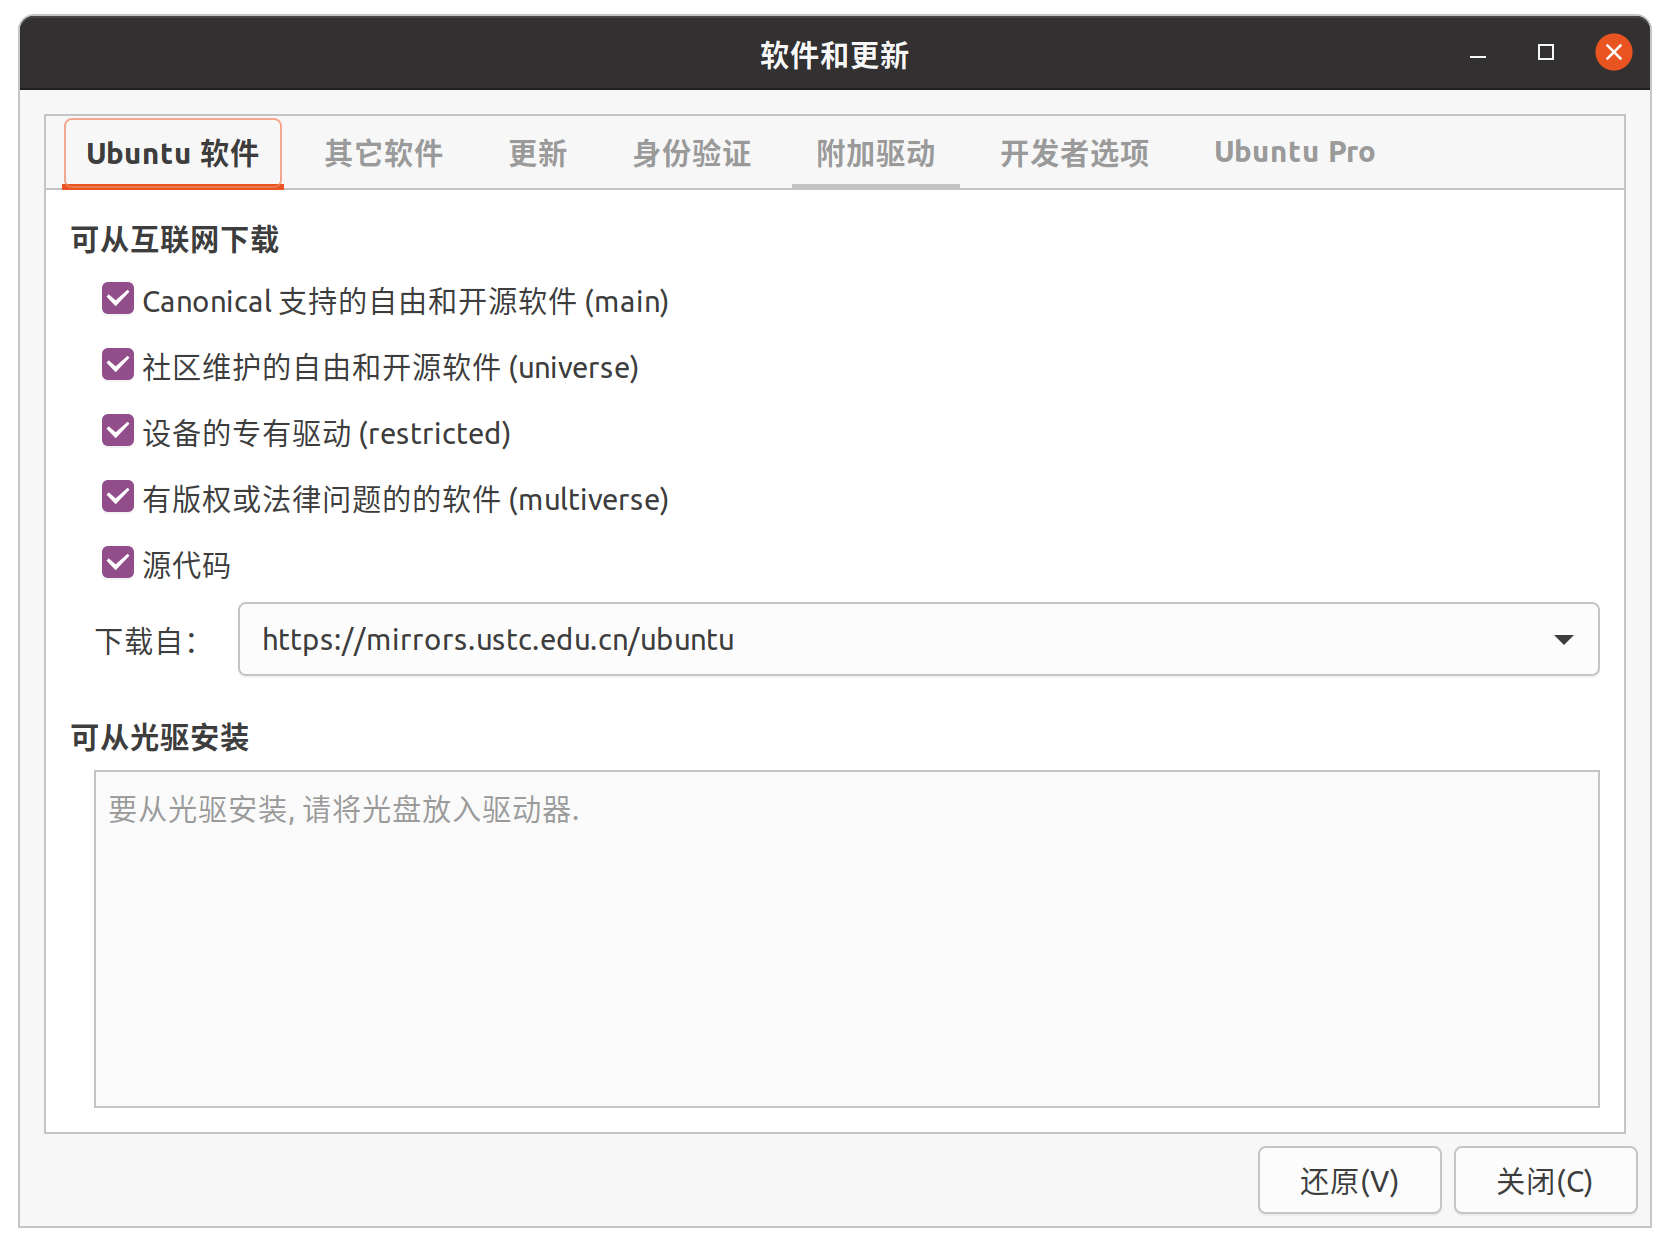 软件和更新
Ubuntu 软件 其它软件 更新 身份验证 附加驱动 开发者选项 Ubuntu Pro
可从互联网下载
Canonical 支持的自由和开源软件 (main)
社区维护的自由和开源软件 (universe)
设备的专有驱动 (restricted)
有版权或法律问题的的软件 (multiverse)
源代码
下载自： https://mirrors.ustc.edu.cn/ubuntu
可从光驱安装
要从光驱安装, 请将光盘放入驱动器.
还原(V) 关闭(C)